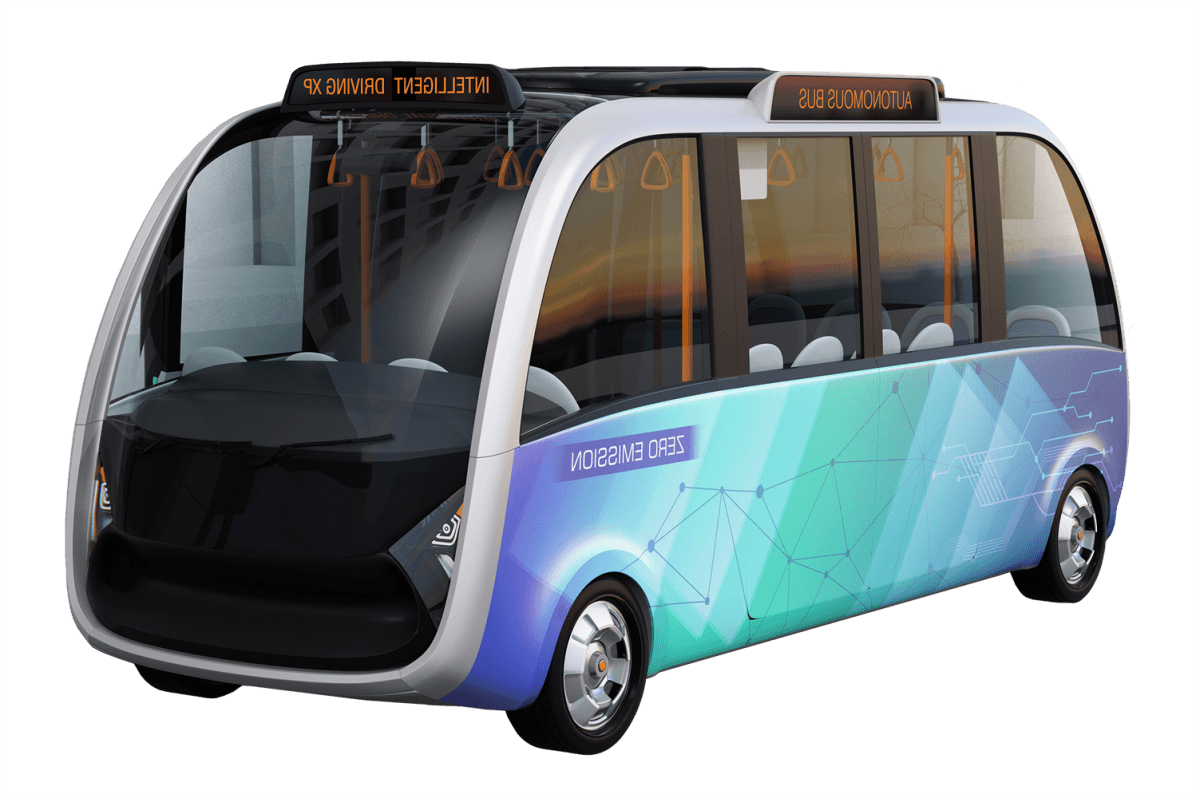 INTELLIGENT DRIVING XP
AUTONOMOUS BUS
ZERO EMISSION